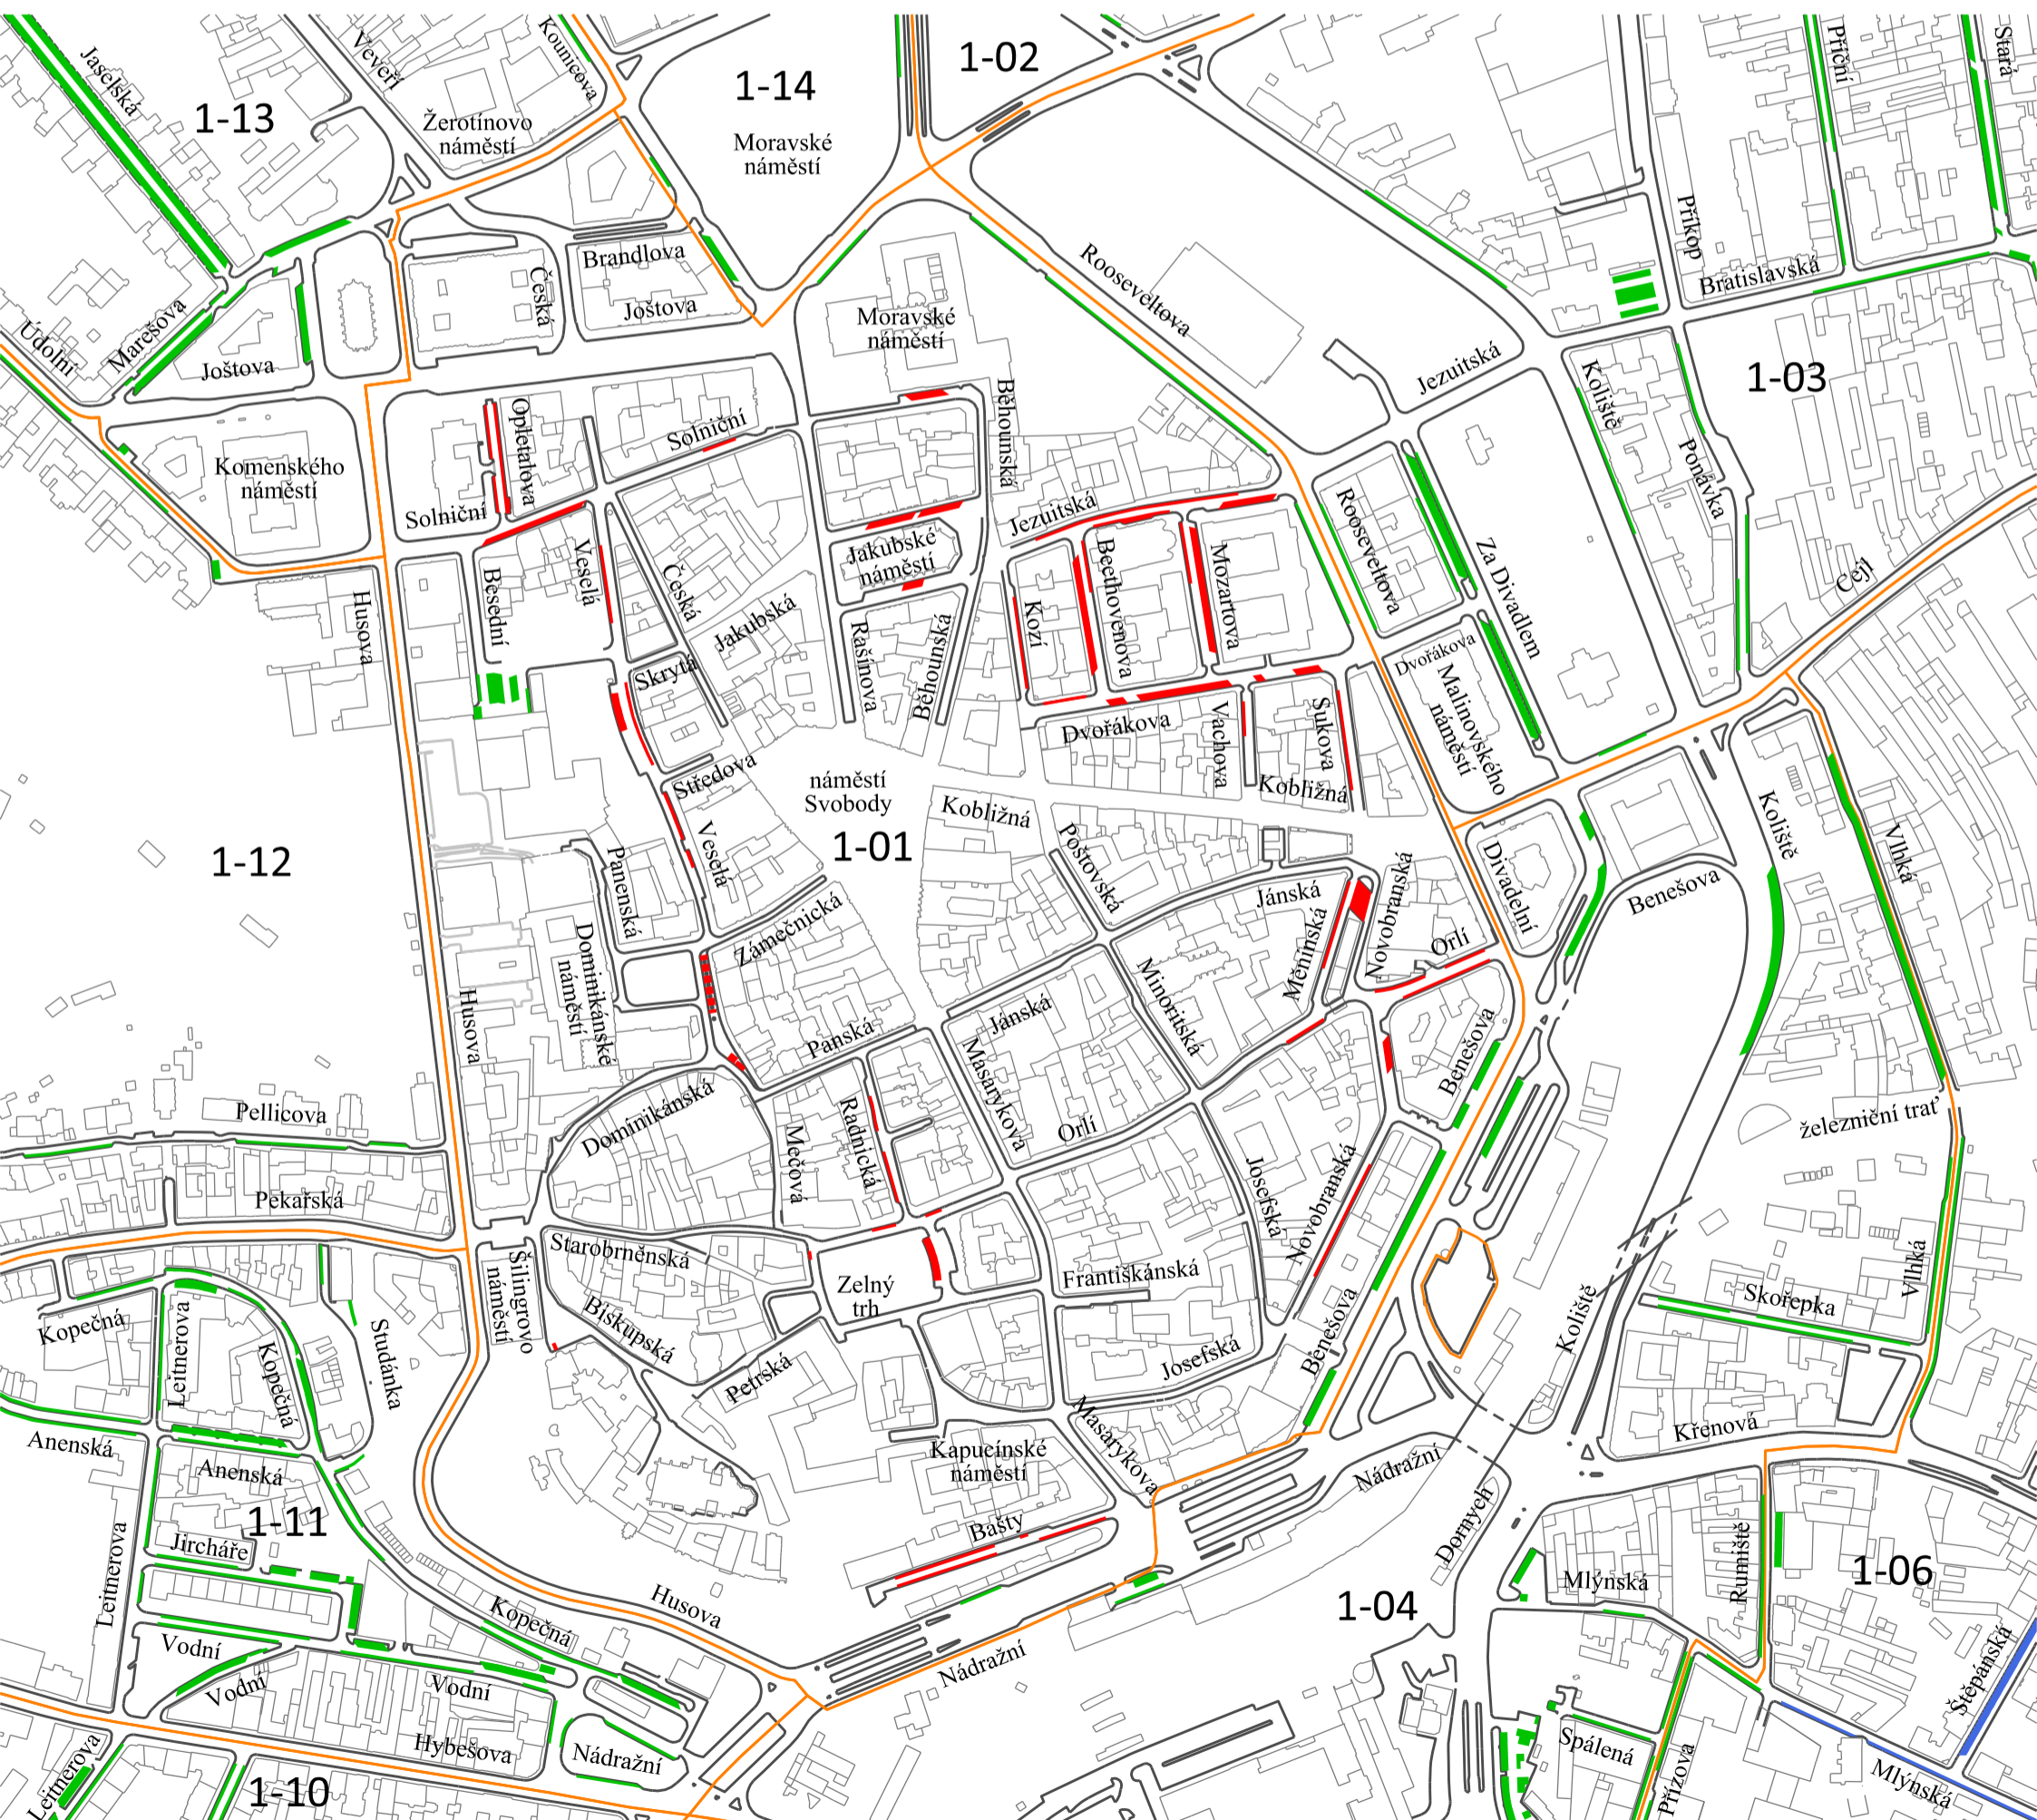 Jaselská
1-13
Veveří
Žerotínovo
náměstí
Kounicova
1-14
Moravské
náměstí
1-02
Příční
Stará
Příkop
Bratislavská
Brandlova
Česká
Joštova
Moravské
náměstí
Rooseveltova
Jezuitská
Koliště
1-03
Údolní
Marešova
Joštova
Komenského
náměstí
Opletalova
Solniční
Solniční
Běhounská
Jezuitská
Ponávka
Rooseveltova
Za Divadlem
Cejl
Husova
Besední
Veselá
Česká
Jakubská
Jakubské
náměstí
Rašínova
Běhounská
Kozí
Beethovenova
Mozartova
Dvořákova
Malinovského
náměstí
Skrytá
Dvořákova
Vachova
Sukova
Kobližná
Středova
náměstí
Svobody
1-01
Kobližná
Poštovská
1-12
Panenská
Veselá
Zámečnická
Dominikánské
náměstí
Husova
Jánská
Měnínská
Novobranská
Orlí
Divadelní
Benešova
Koliště
Vlhká
Minoritská
Jánská
Panská
Masarykova
Benešova
Pellicova
Dominikánská
Mečová
Radnická
Orlí
Josefská
Novobranská
železniční trať
Pekařská
Starobrněnská
Šilingrovo
náměstí
Biskupská
Petrská
Zelný
trh
Františkánská
Josefská
Benešova
Koliště
Skořepka
Vlhká
Kopečná
Leitnerova
Kopečná
Studánka
Anenská
Anenská
1-11
Kapucínské
náměstí
Masarykova
Nádražní
Křenová
Dornych
Bašty
Jircháře
Leitnerova
Husova
Kopečná
Vodní
Vodní
Vodní
Nádražní
1-04
Mlýnská
Rumiště
1-06
Štěpánská
Hybešova
Nádražní
Leitnerova
1-10
Spálená
Přízova
Mlýnská